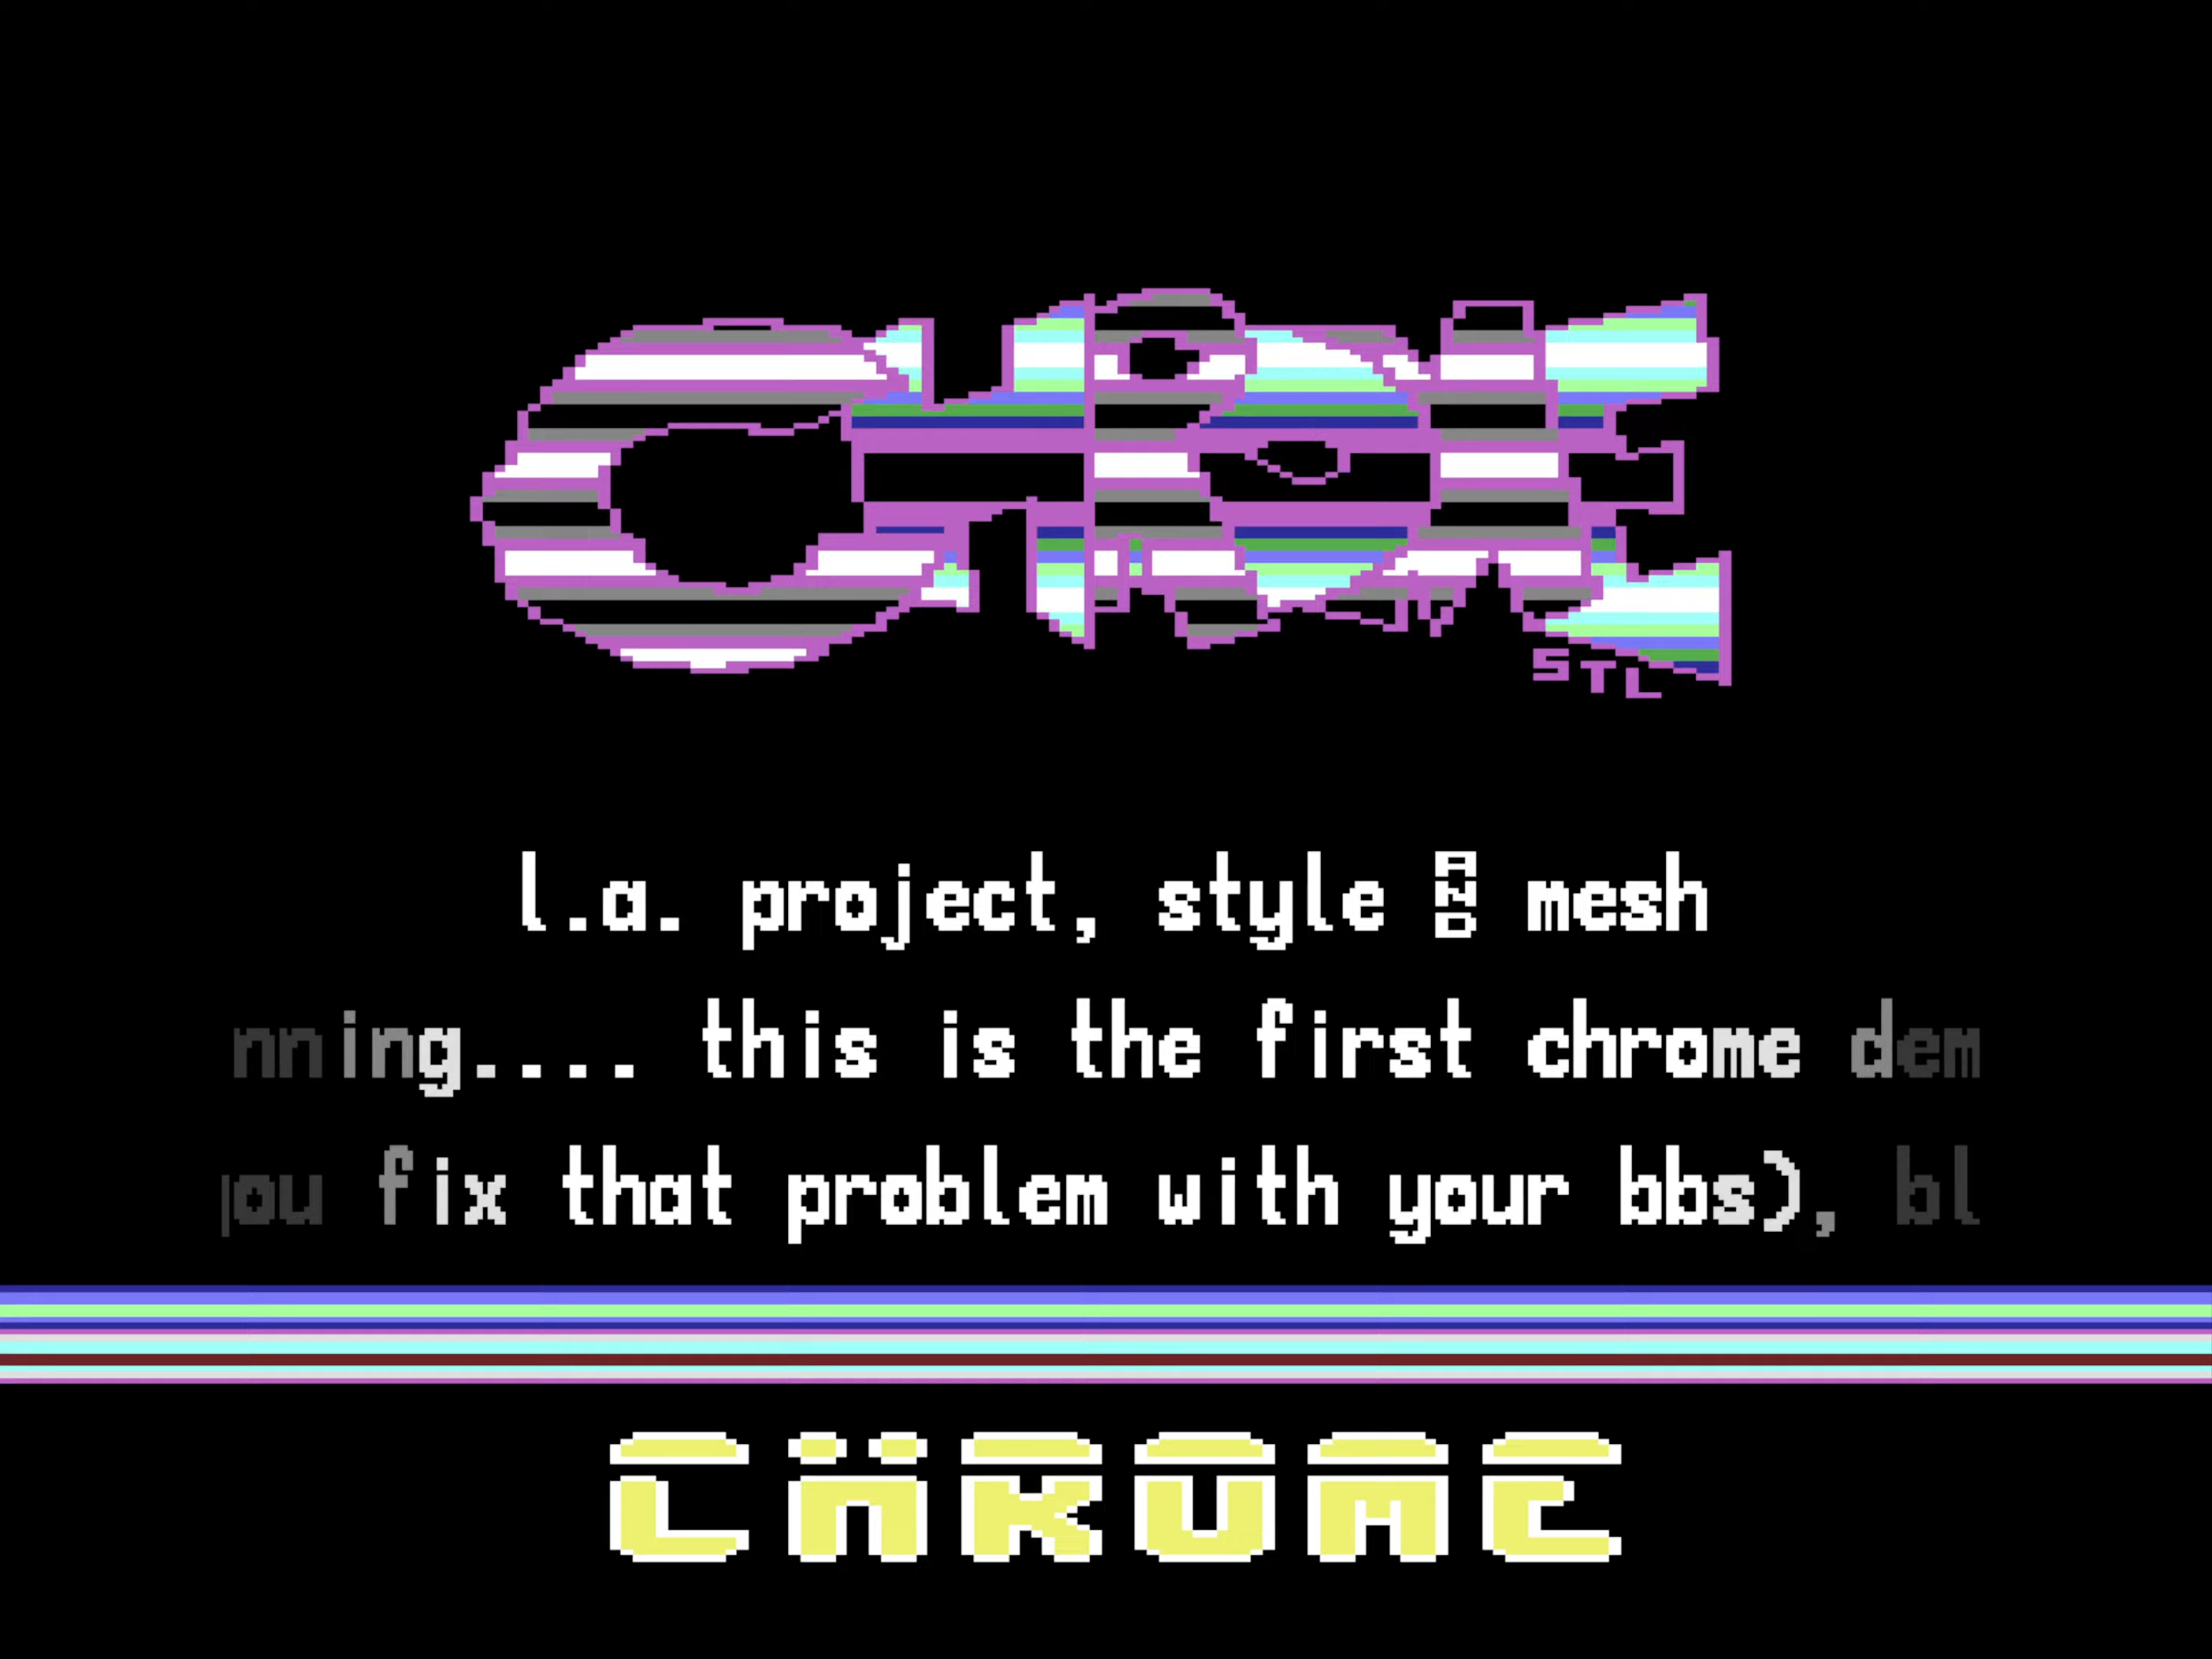 STL
l.a. project, style AND mesh
nning.... this is the first chrome dem
ou fix that problem with your bbs), bl
CHROME